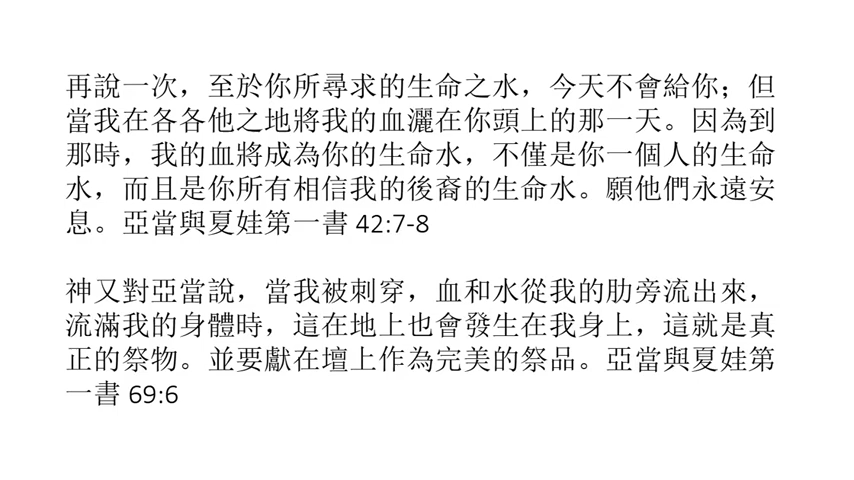 再說一次，至於你所尋求的生命之水，今天不會給你；但
當我在各各他之地將我的血灑在你頭上的那一天。因為到
那時，我的血將成為你的生命水，不僅是你一個人的生命
水，而且是你所有相信我的後裔的生命水。願他們永遠安
息。亞當與夏娃第一書 42:7-8
神又對亞當說，當我被刺穿，血和水從我的肋旁流出來，
流滿我的身體時，這在地上也會發生在我身上，這就是真
正的祭物。並要獻在壇上作為完美的祭品。亞當與夏娃第
一書 69:6